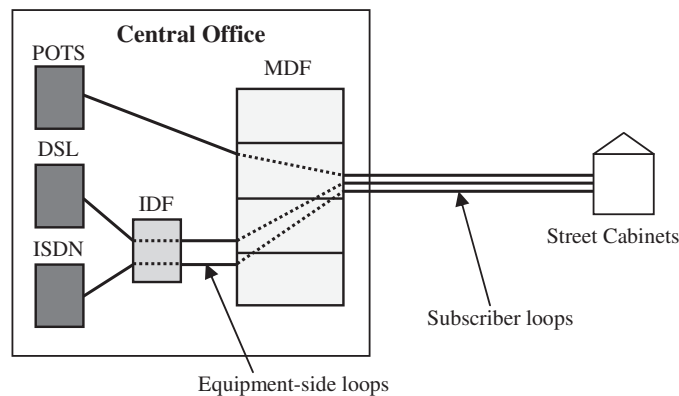 Central Office
POTS
MDF
DSL
IDF
ISDN
Street Cabinets
Subscriber loops
Equipment-side loops